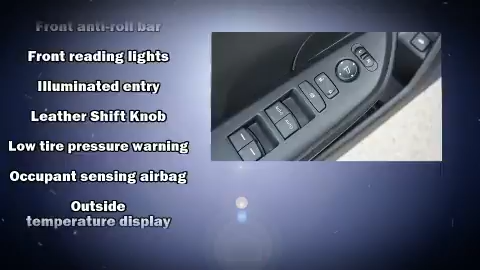 Front anti-roll bar
Front reading lights
Illuminated entry
Leather Shift Knob
Low tire pressure warning
Occupant sensing airbag
Outside
temperature display